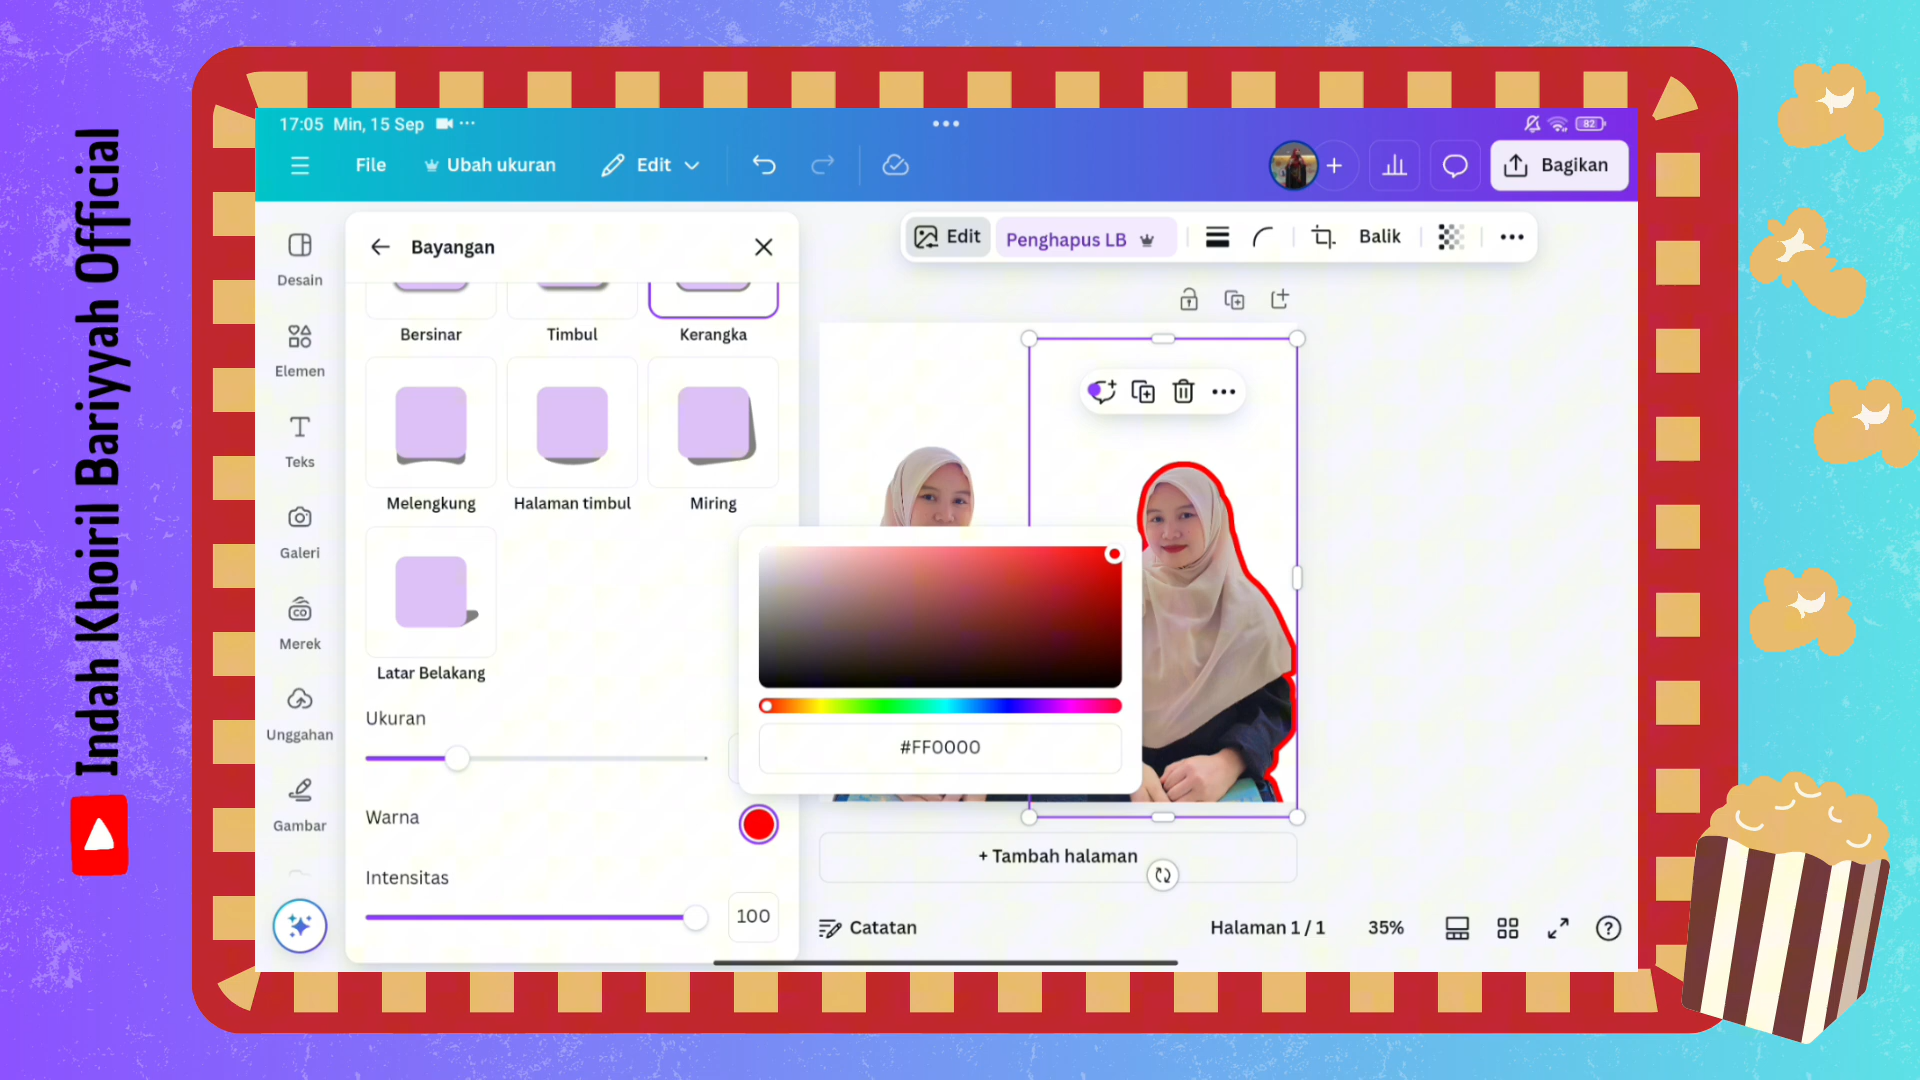 Indah Khoiril Bariyyah Official
17:05 Min, 15 Sep
82
File
Ubah ukuran
Edit
Bagikan
Desain
Elemen
Teks
Galeri
CO
Merek
Unggahan
Gambar
Bayangan
Bersinar
Timbul
Kerangka
Melengkung
Halaman timbul
Miring
Latar Belakang
Ukuran
Warna
Intensitas
100
Edit
Penghapus LB
Balik
#FF0000
+ Tambah halaman
Catatan
Halaman 1 / 1
35%